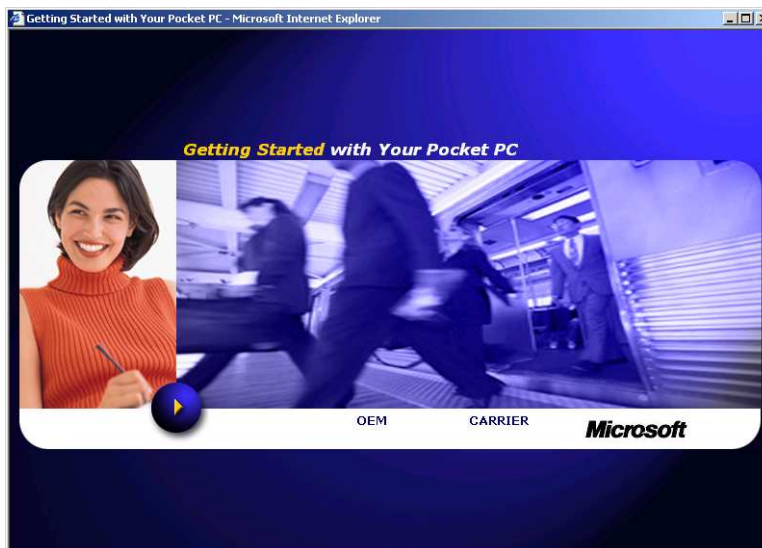 Getting Started with Your Pocket PC - Microsoft Internet Explorer
Getting Started with Your Pocket PC
OEM CARRIER Microsoft